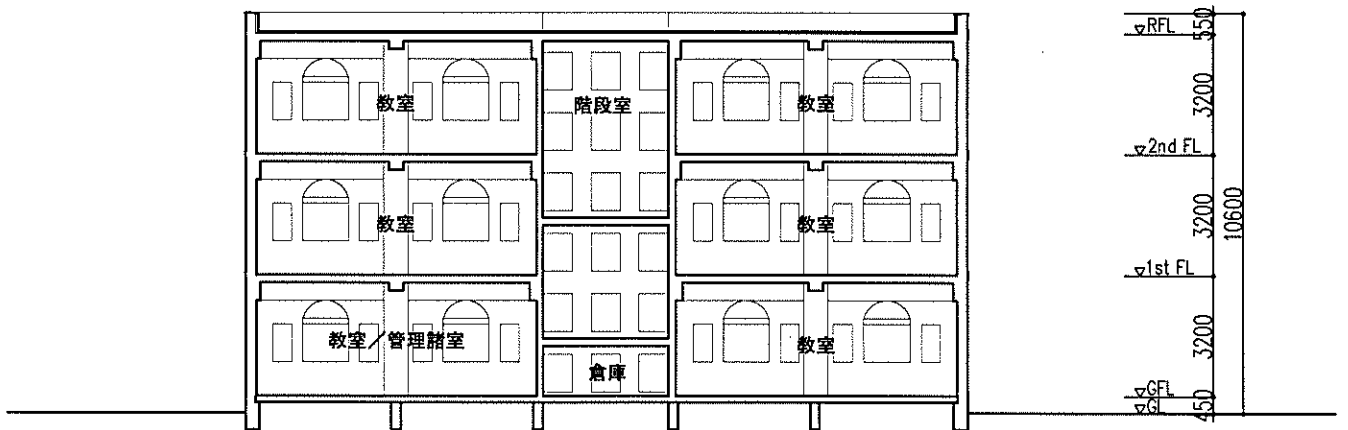 550
▽RFL
教室
階段室
教室
3200
▽2nd FL
教室
教室
3200
10600
▽1st FL
教室/管理諸室
教室
3200
倉庫
▽GFL
▽GL
450